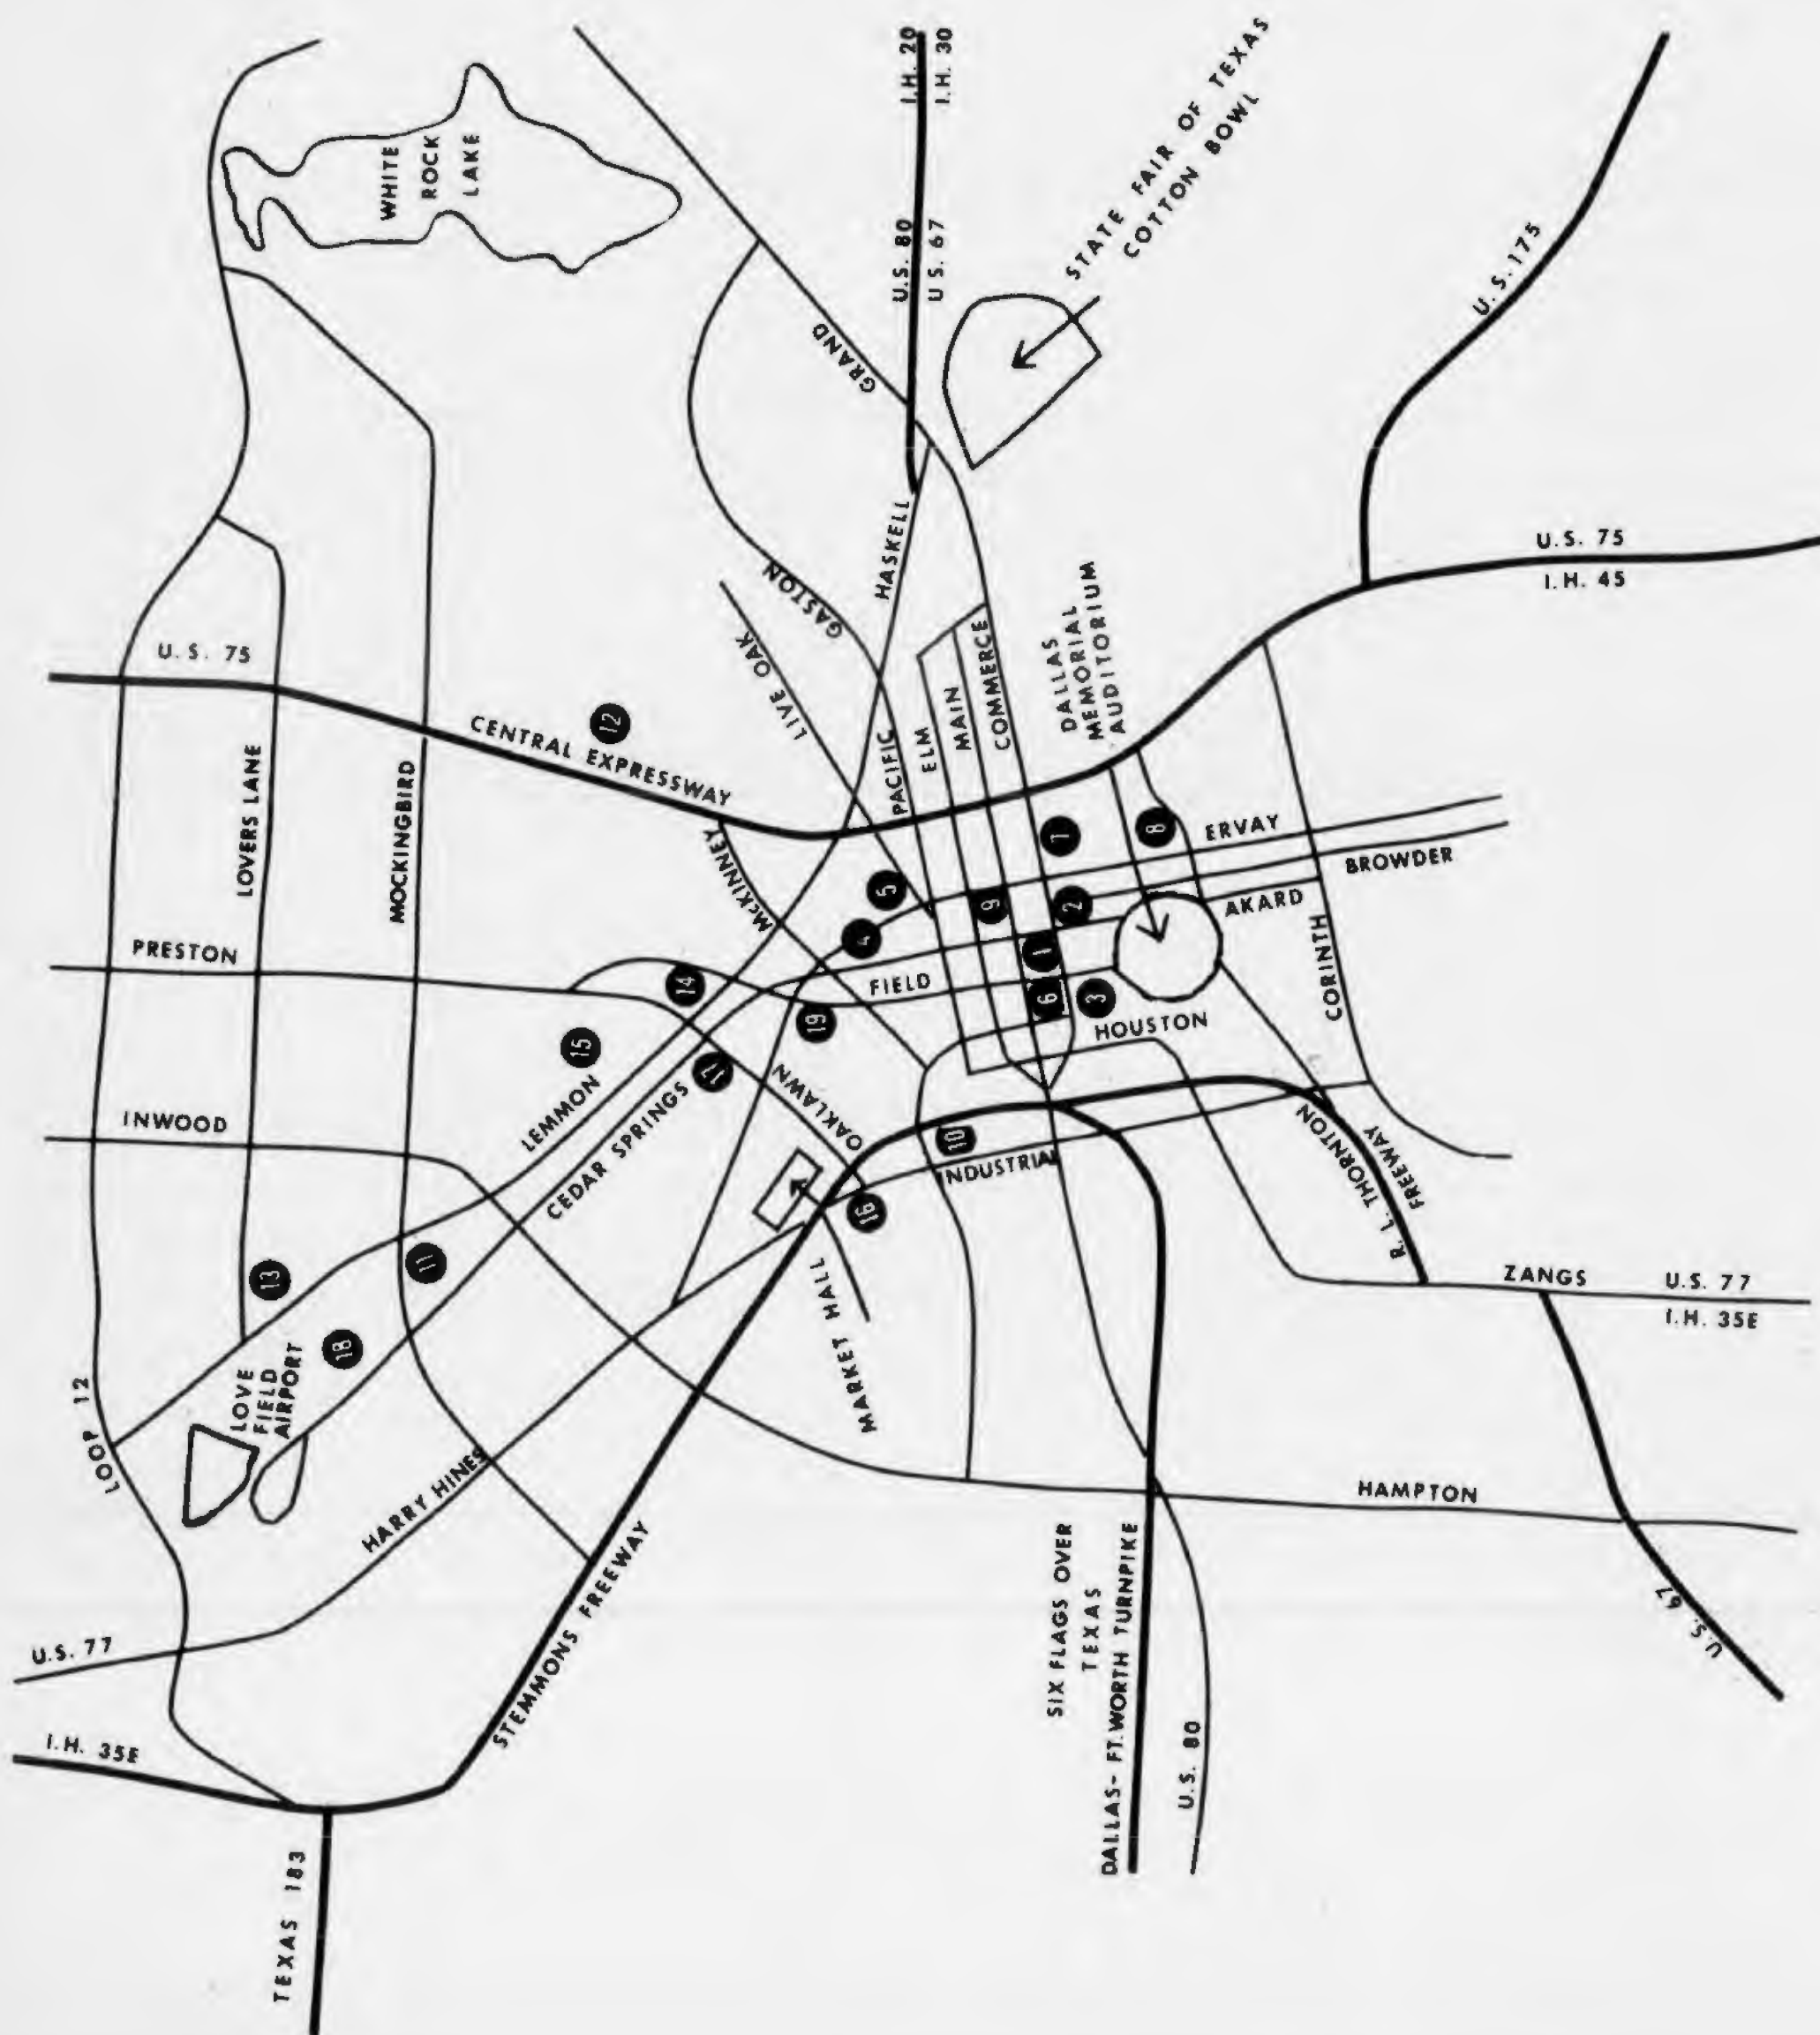 I.H. 20
I.H. 30
STATE FAIR OF TEXAS
COTTON BOWL
WHITE
ROCK
LAKE
U.S. 80
U S. 67
U.S. 175
GRAND
HASKELL
GASTON
U.S. 75
I.H. 45
LIVE OAK
U.S. 75
CENTRAL EXPRESSWAY
12
LOVERS LANE
MOCKINGBIRD
PACIFIC
ELM
MAIN
COMMERCE
DALLAS
MEMORIAL
AUDITORIUM
McKINNEY
7
8
ERVAY
BROWDER
AKARD
5
4
9
2
1
6
3
PRESTON
FIELD
14
19
HOUSTON
CORINTH
15
17
INWOOD
LEMMON
CEDAR SPRINGS
OAKLAWN
10
INDUSTRIAL
R. L. THORNTON
FREEWAY
16
13
11
18
MARKET HALL
ZANGS
U.S. 77
I.H. 35E
LOOP 12
LOVE
FIELD
AIRPORT
HARRY HINES
HAMPTON
STEMMONS FREEWAY
SIX FLAGS OVER
TEXAS
DALLAS- FT.WORTH TURNPIKE
U.S. 67
U.S. 77
I.H. 35E
U.S. 80
TEXAS 183